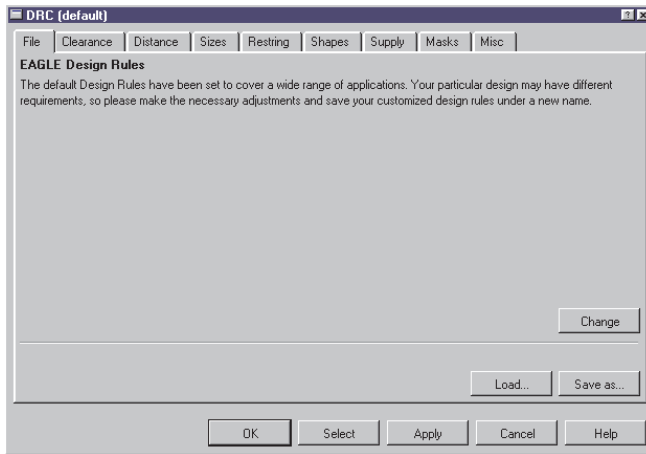 DRC (default)
File Clearance Distance Sizes Restring Shapes Supply Masks Misc
EAGLE Design Rules
The default Design Rules have been set to cover a wide range of applications. Your particular design may have different
requirements, so please make the necessary adjustments and save your customized design rules under a new name.
Change
Load... Save as...
OK Select Apply Cancel Help